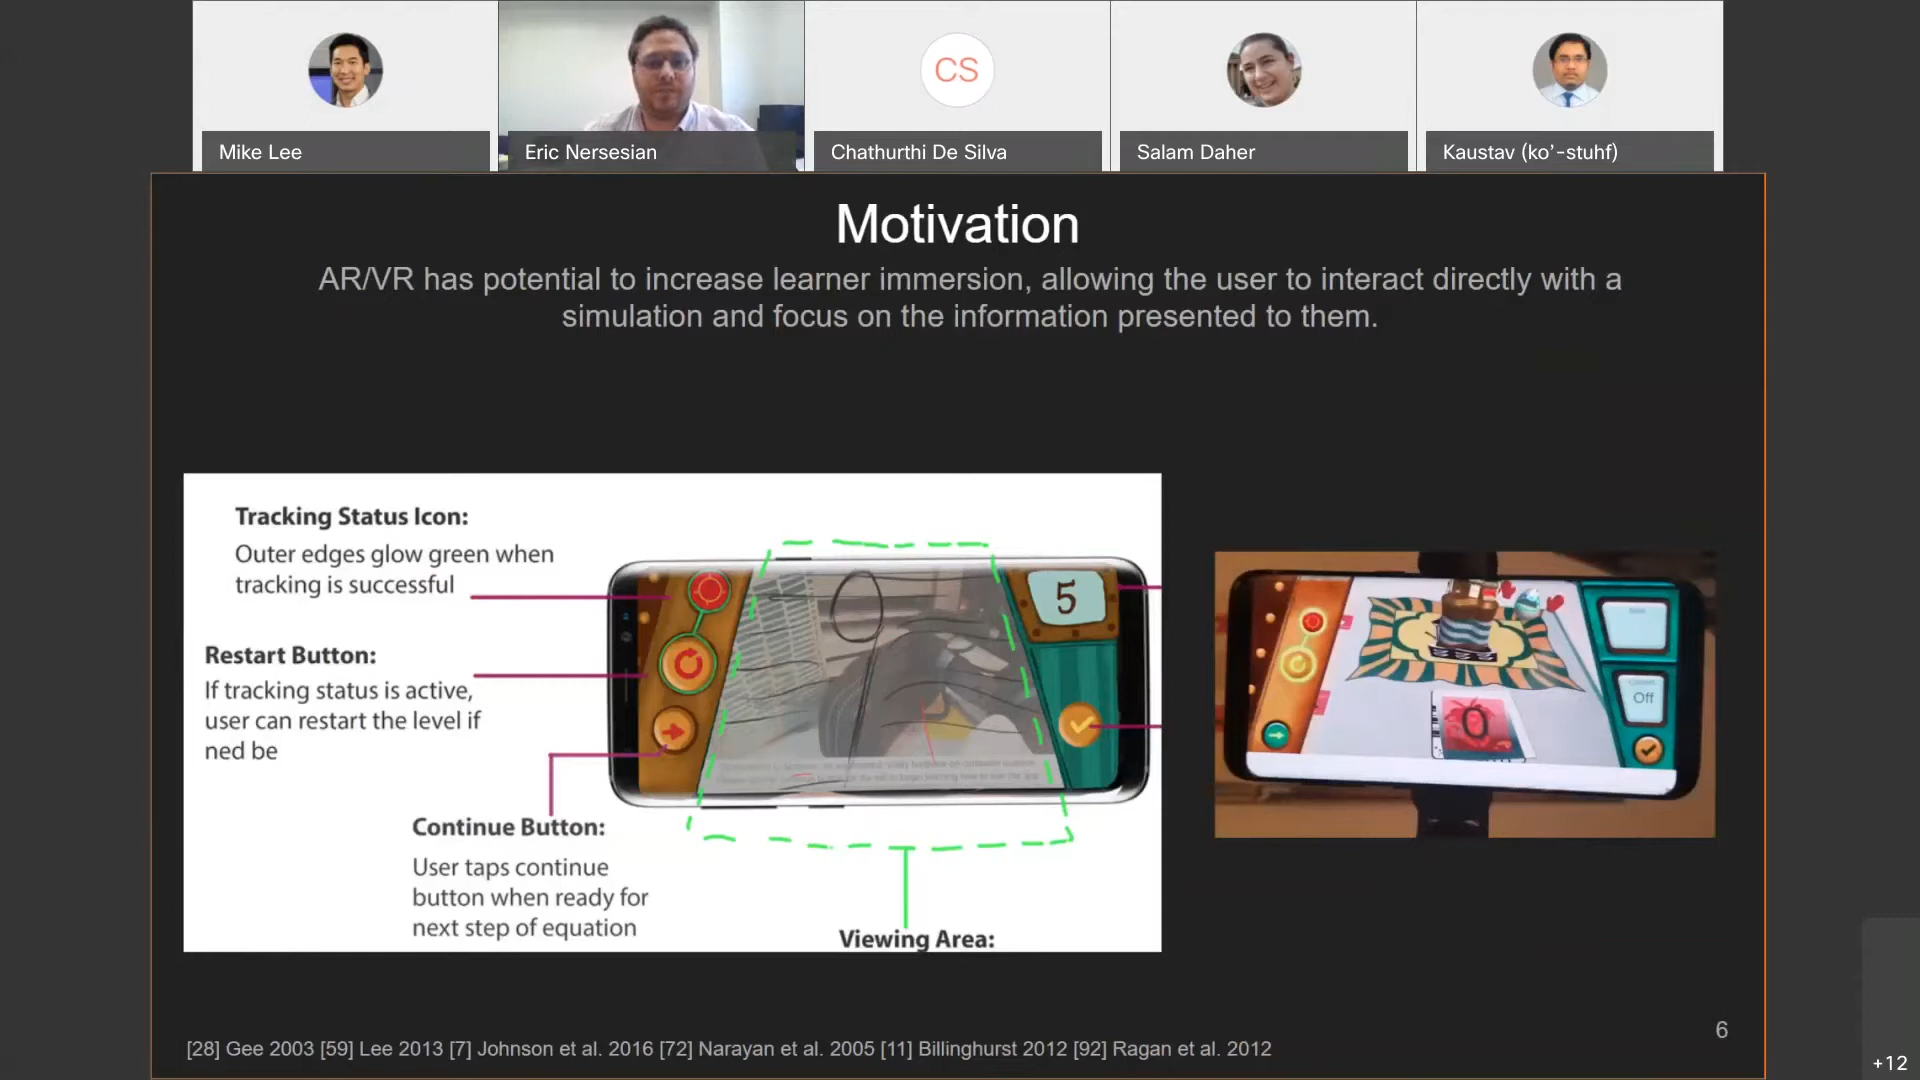 Mike Lee
Eric Nersesian
CS
Chathurthi De Silva
Salam Daher
Kaustav (ko’-stuhf)
Motivation
AR/VR has potential to increase learner immersion, allowing the user to interact directly with a
simulation and focus on the information presented to them.
Tracking Status Icon:
Outer edges glow green when
tracking is successful
Restart Button:
If tracking status is active,
user can restart the level if
ned be
Continue Button:
User taps continue
button when ready for
next step of equation
Viewing Area:
5
0
Off
6
[28] Gee 2003 [59] Lee 2013 [7] Johnson et al. 2016 [72] Narayan et al. 2005 [11] Billinghurst 2012 [92] Ragan et al. 2012
+12